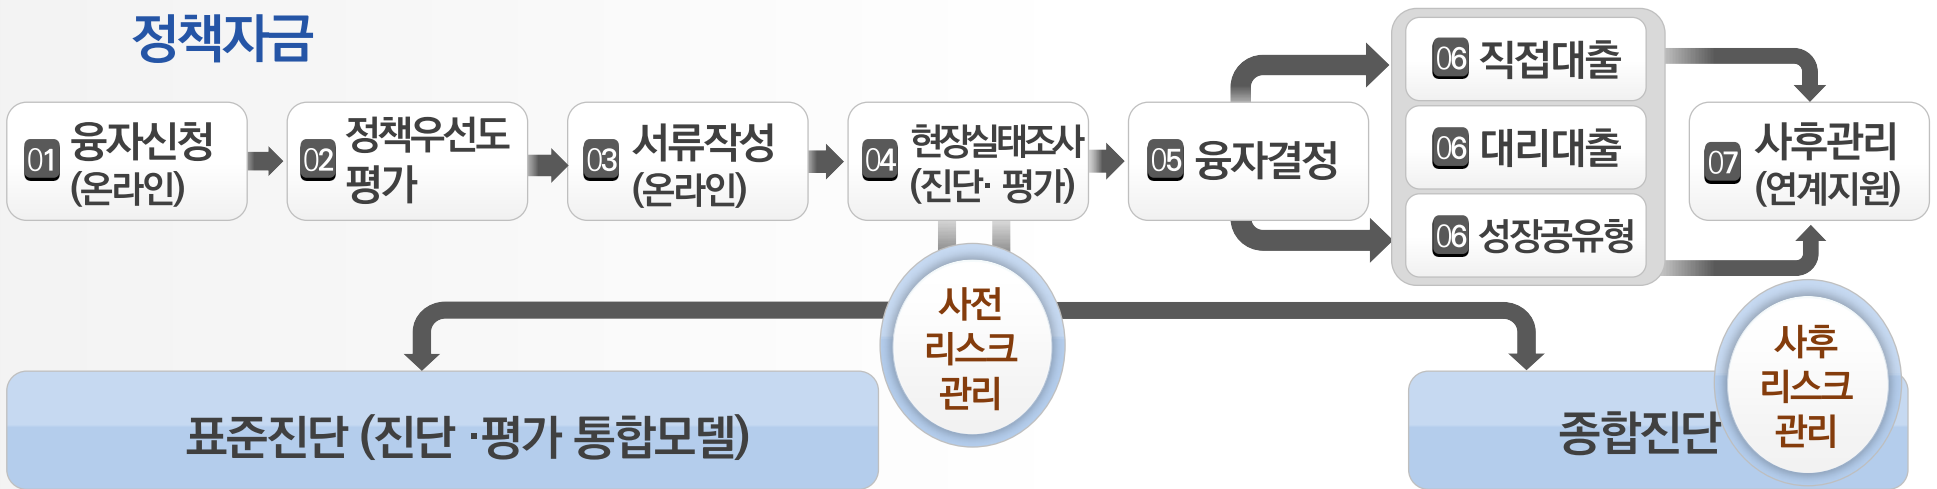 정책자금
01 융자신청
(온라인)
02 정책우선도
평가
03 서류작성
(온라인)
04 현장실태조사
(진단· 평가)
05 융자결정
06 직접대출
06 대리대출
06 성장공유형
07 사후관리
(연계지원)
사전
리스크
관리
사후
리스크
관리
표준진단 (진단 ·평가 통합모델)
종합진단